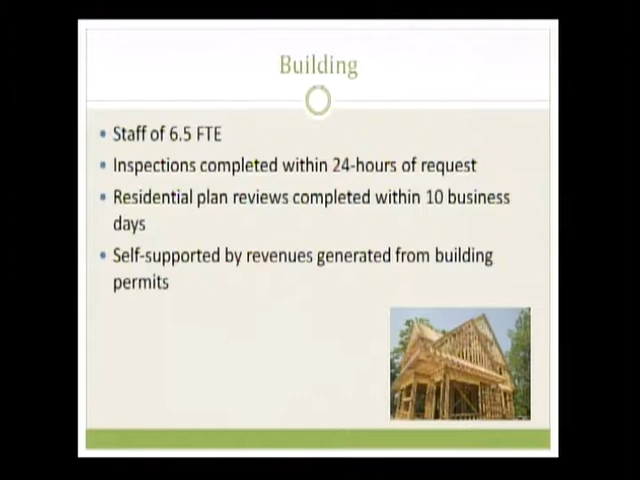 Building
• Staff of 6.5 FTE
• Inspections completed within 24-hours of request
• Residential plan reviews completed within 10 business
days
• Self-supported by revenues generated from building
permits